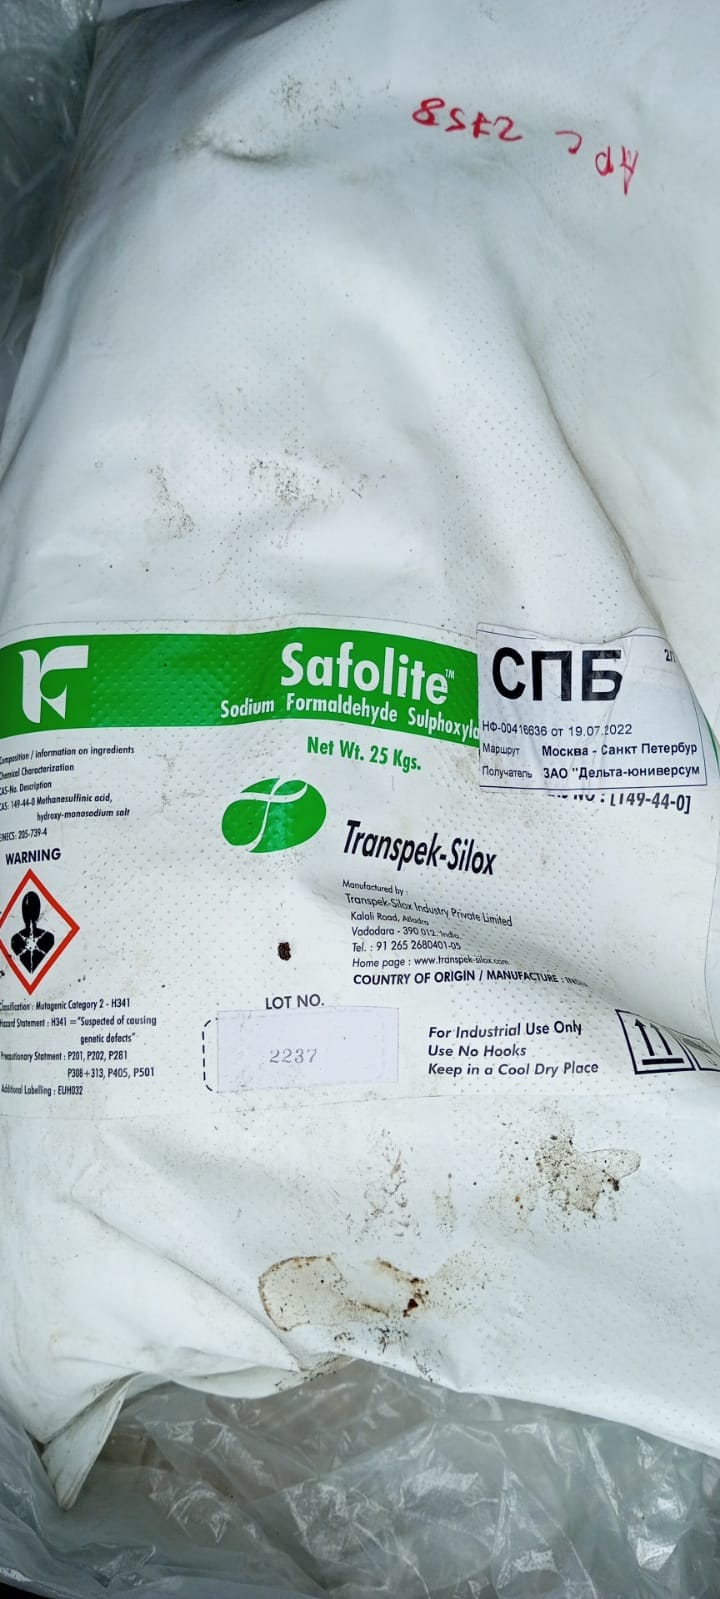 АР с 2758
Safolite™
Sodium Formaldehyde Sulphoxyla
Net Wt. 25 Kgs.
СПБ
НФ-00416636 от 19.07.2022
Маршрут Москва - Санкт Петербур
Получатель ЗАО "Дельта-юниверсум
NO : [149-44-0]
Composition / information on ingredients
Chemical Characterization
CAS-No. Description
CAS: 149-44-0 Methanesulfinic acid,
hydroxy-monosodium salt
EINECS: 205-739-4
WARNING
Transpek-Silox
Manufactured by :
Transpek-Silox Industry Private Limited
Kalali Road, Atladra
Vadodara - 390 012. India.
Tel. : 91 265 2680401-05
Home page : www.transpek-silox.com
COUNTRY OF ORIGIN / MANUFACTURE :
Classification : Mutagenic Category 2 - H341
Hazard Statement : H341 ="Suspected of causing
genetic defects"
Precautionary Statment : P201, P202, P281
P308+313, P405, P501
Additional Labelling : EUH032
LOT NO.
2237
For Industrial Use Only
Use No Hooks
Keep in a Cool Dry Place